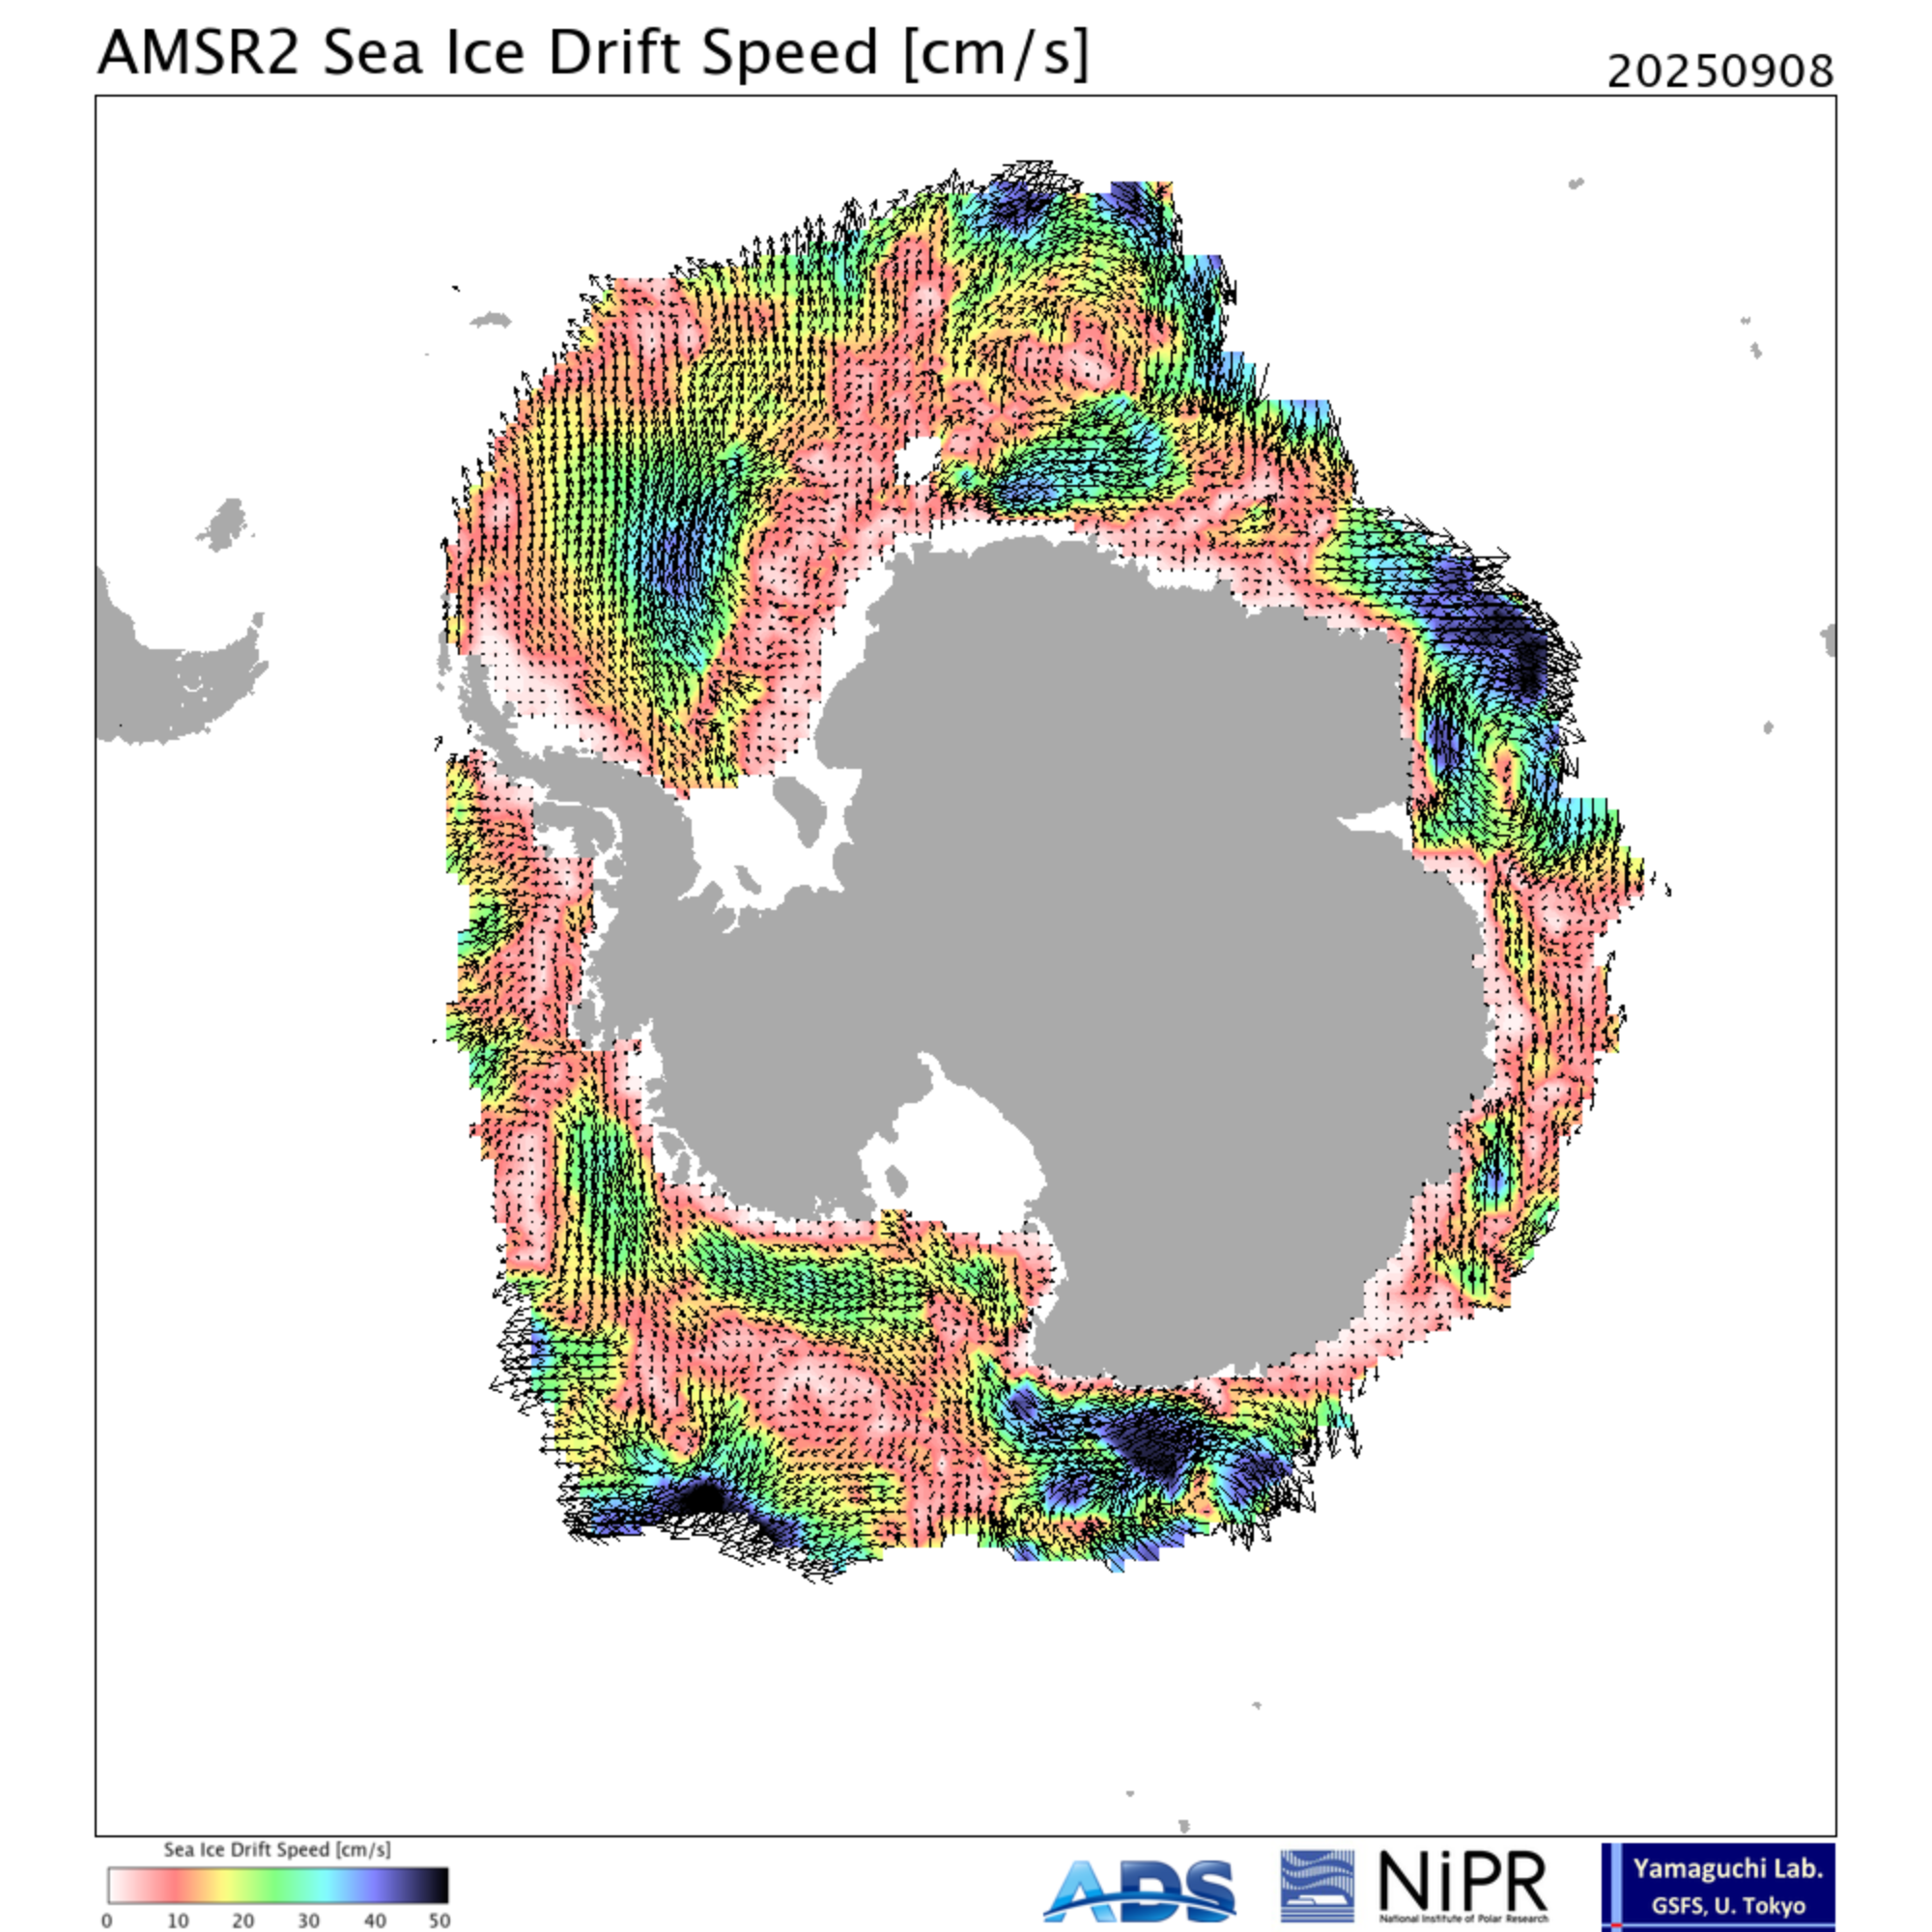 AMSR2 Sea Ice Drift Speed [cm/s]
20250908
Sea Ice Drift Speed [cm/s]
0 10 20 30 40 50
ADS
NiPR
National Institute of Polar Research
Yamaguchi Lab.
GSFS, U. Tokyo